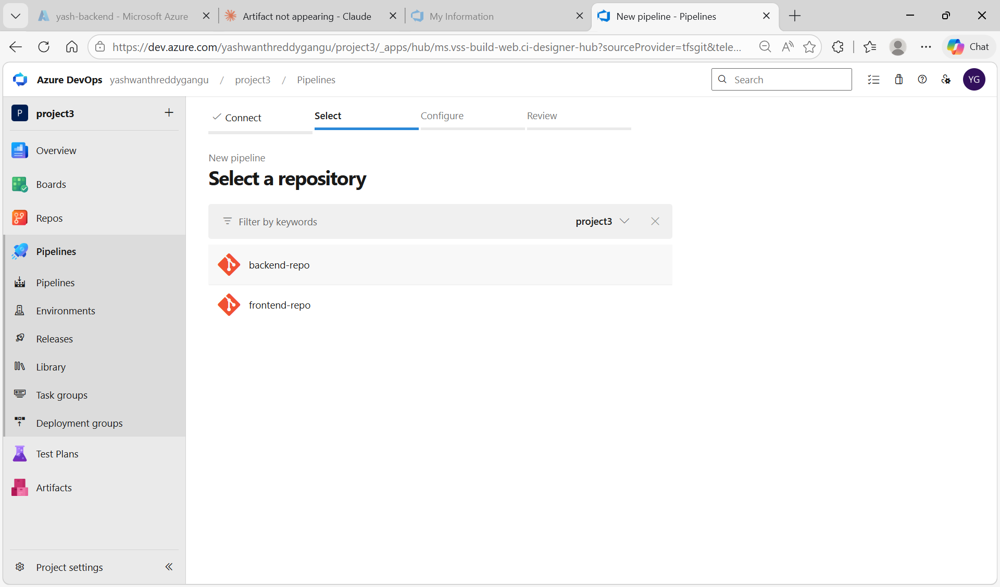 yash-backend - Microsoft Azure
Artifact not appearing - Claude
My Information
New pipeline - Pipelines
https://dev.azure.com/yashwanthreddygangu/project3/_apps/hub/ms.vss-build-web.ci-designer-hub?sourceProvider=tfsgit&tele...
Chat
Azure DevOps yashwanthreddygangu / project3 / Pipelines
Search
YG
P project3
Overview
Boards
Repos
Pipelines
Pipelines
Environments
Releases
Library
Task groups
Deployment groups
Test Plans
Artifacts
Project settings
Connect
Select
Configure
Review
New pipeline
Select a repository
Filter by keywords
project3
backend-repo
frontend-repo